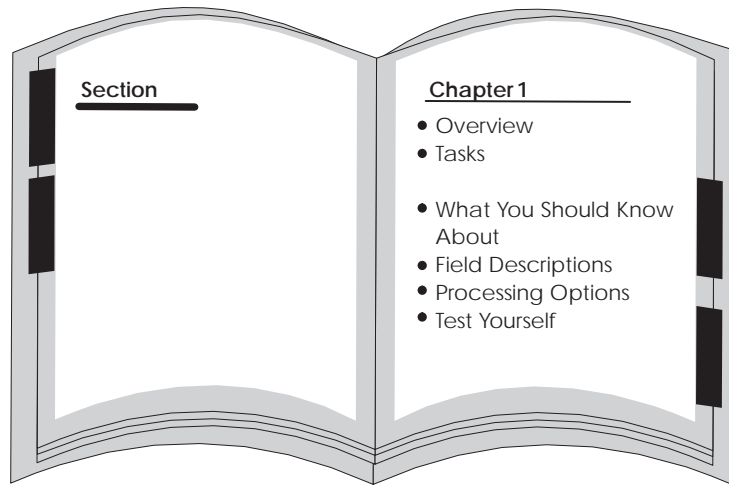 Section
Chapter 1
• Overview
• Tasks
• What You Should Know
About
• Field Descriptions
• Processing Options
• Test Yourself